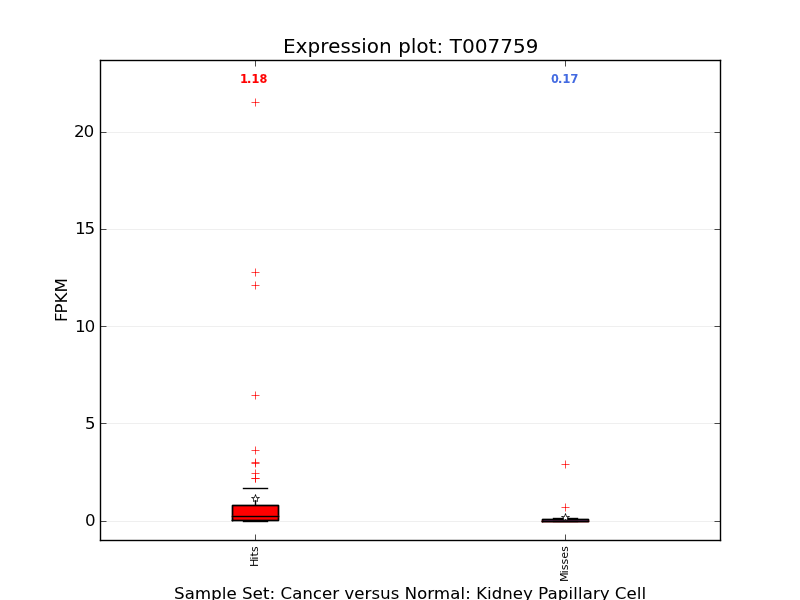 Expression plot: T007759
1.18
0.17
20
15
10
5
0
FPKM
Hits
Misses
Sample Set: Cancer versus Normal: Kidney Papillary Cell